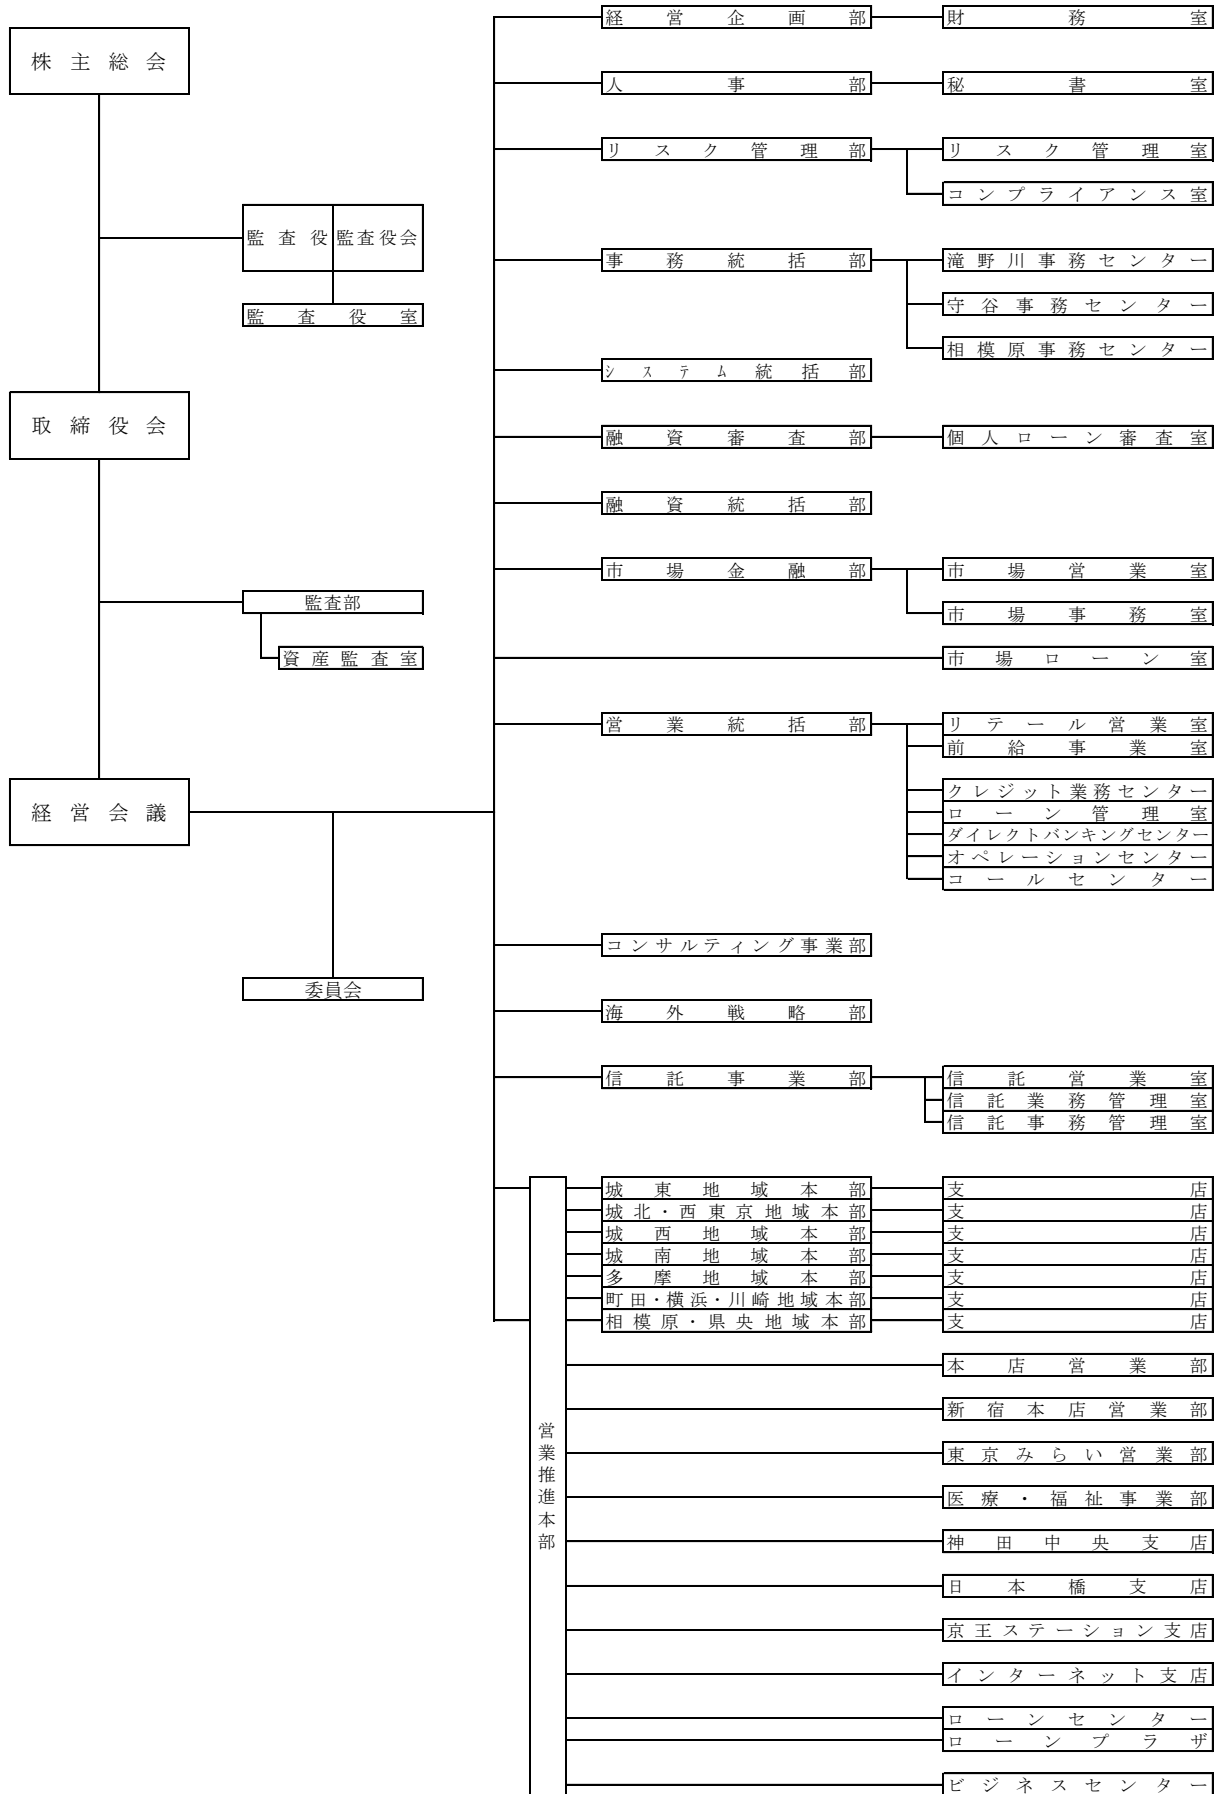 株主総会
監査役 監査役会
監査役室
取締役会
監査部
資産監査室
経営会議
委員会
経営企画部 財務室
人事部 秘書室
リスク管理部 リスク管理室
コンプライアンス室
事務統括部 滝野川事務センター
守谷事務センター
相模原事務センター
ｼｽﾃﾑ統括部
融資審査部 個人ローン審査室
融資統括部
市場金融部 市場営業室
市場事務室
市場ローン室
営業統括部 リテール営業室
前給事業室
クレジット業務センター
ローン管理室
ダイレクトバンキングセンター
オペレーションセンター
コールセンター
コンサルティング事業部
海外戦略部
信託事業部 信託営業室
信託業務管理室
信託事務管理室
営業推進本部
城東地域本部 支店
城北・西東京地域本部 支店
城西地域本部 支店
城南地域本部 支店
多摩地域本部 支店
町田・横浜・川崎地域本部 支店
相模原・県央地域本部 支店
本店営業部
新宿本店営業部
東京みらい営業部
医療・福祉事業部
神田中央支店
日本橋支店
京王ステーション支店
インターネット支店
ローンセンター
ローンプラザ
ビジネスセンター